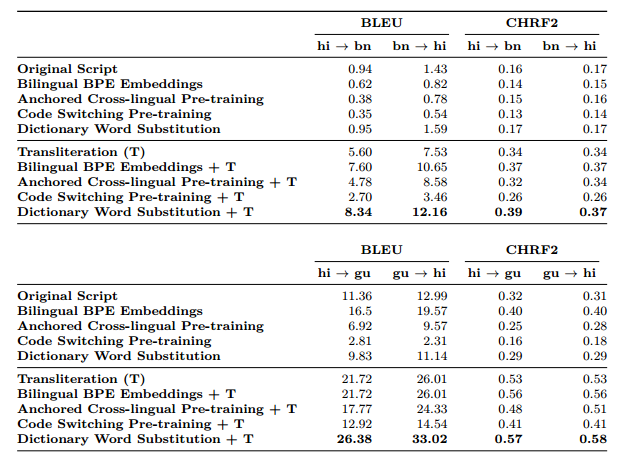 BLEU CHRF2
hi → bn bn → hi hi → bn bn → hi
Original Script 0.94 1.43 0.16 0.17
Bilingual BPE Embeddings 0.62 0.82 0.14 0.15
Anchored Cross-lingual Pre-training 0.38 0.78 0.15 0.16
Code Switching Pre-training 0.35 0.54 0.13 0.14
Dictionary Word Substitution 0.95 1.59 0.17 0.17
Transliteration (T) 5.60 7.53 0.34 0.34
Bilingual BPE Embeddings + T 7.60 10.65 0.37 0.37
Anchored Cross-lingual Pre-training + T 4.78 8.58 0.32 0.34
Code Switching Pre-training + T 2.70 3.46 0.26 0.26
Dictionary Word Substitution + T 8.34 12.16 0.39 0.37
BLEU CHRF2
hi → gu gu → hi hi → gu gu → hi
Original Script 11.36 12.99 0.32 0.31
Bilingual BPE Embeddings 16.5 19.57 0.40 0.40
Anchored Cross-lingual Pre-training 6.92 9.57 0.25 0.28
Code Switching Pre-training 2.81 2.31 0.16 0.18
Dictionary Word Substitution 9.83 11.14 0.29 0.29
Transliteration (T) 21.72 26.01 0.53 0.53
Bilingual BPE Embeddings + T 21.72 26.01 0.56 0.56
Anchored Cross-lingual Pre-training + T 17.77 24.33 0.48 0.51
Code Switching Pre-training + T 12.92 14.54 0.41 0.41
Dictionary Word Substitution + T 26.38 33.02 0.57 0.58